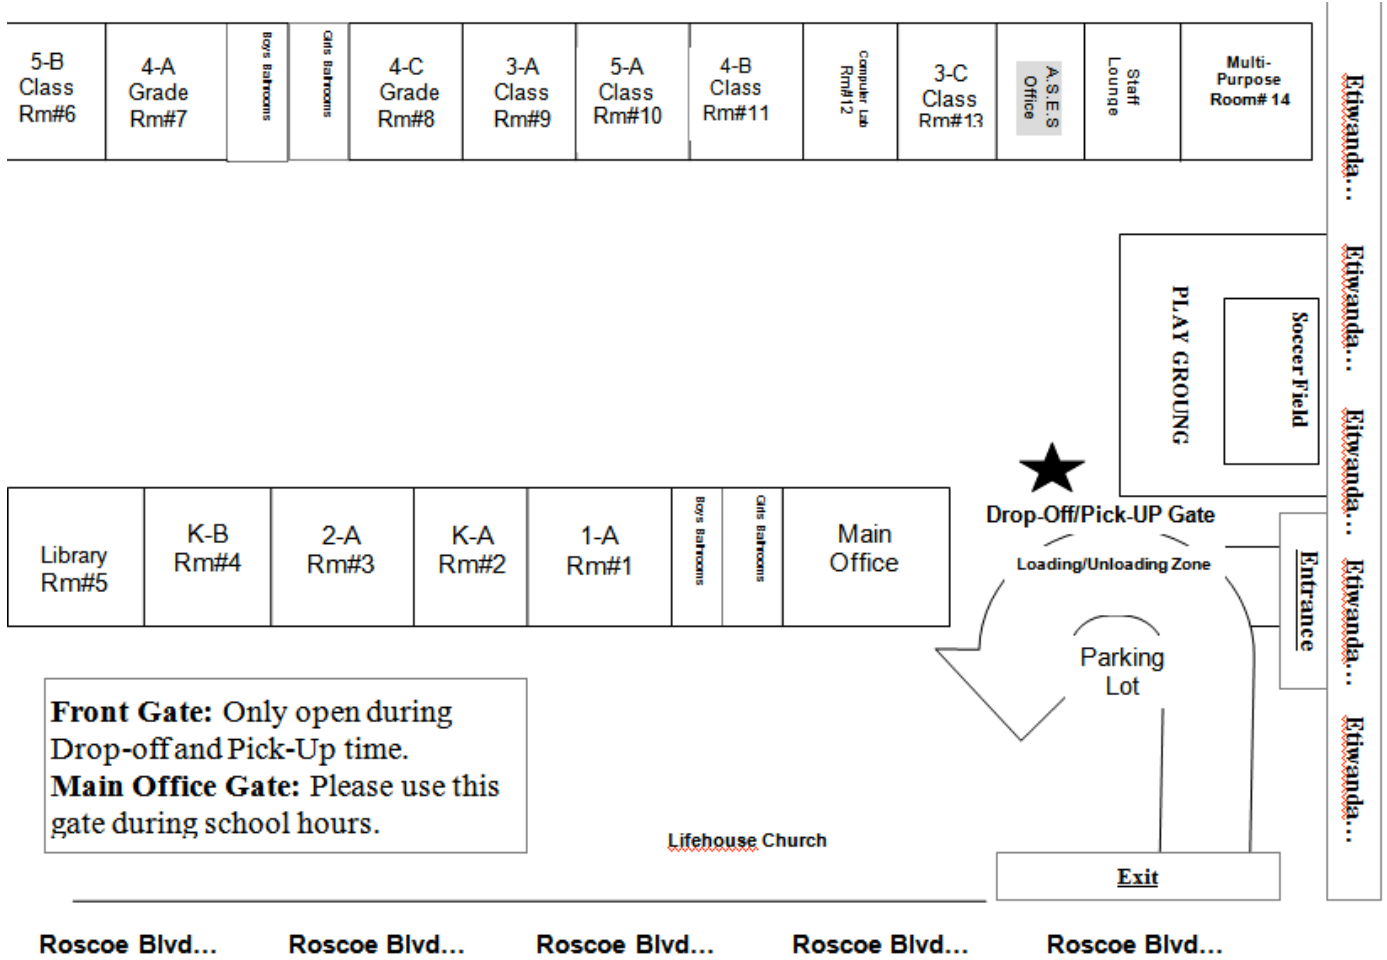 5-B
Class
Rm#6
4-A
Grade
Rm#7
Boys Bathrooms
Girls Bathrooms
4-C
Grade
Rm#8
3-A
Class
Rm#9
5-A
Class
Rm#10
4-B
Class
Rm#11
Computer Lab
Rm#12
3-C
Class
Rm#13
A.S.E.S
Office
Staff
Lounge
Multi-
Purpose
Room# 14
Etiwanda...
Etiwanda...
Eitwanda...
Etiwanda...
Etiwanda...
PLAY GROUNG
Soccer Field
Drop-Off/Pick-UP Gate
Loading/Unloading Zone
Entrance
Parking
Lot
Library
Rm#5
K-B
Rm#4
2-A
Rm#3
K-A
Rm#2
1-A
Rm#1
Boys Bathrooms
Girls Bathrooms
Main
Office
Front Gate: Only open during
Drop-off and Pick-Up time.
Main Office Gate: Please use this
gate during school hours.
Lifehouse Church
Exit
Roscoe Blvd... Roscoe Blvd... Roscoe Blvd... Roscoe Blvd... Roscoe Blvd...